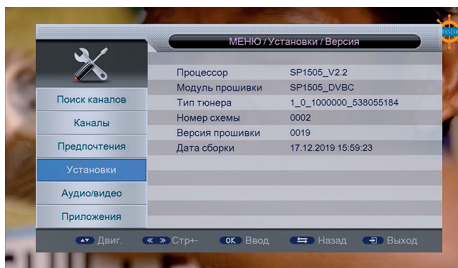 МЕНЮ / Установки / Версия
Процессор SP1505_V2.2
Модуль прошивки SP1505_DVBC
Тип тюнера 1_0_1000000_538055184
Номер схемы 0002
Версия прошивки 0019
Дата сборки 17.12.2019 15:59:23
Поиск каналов
Каналы
Предпочтения
Установки
Аудио/видео
Приложения
Двиг. Стр+- OK Ввод Назад Выход